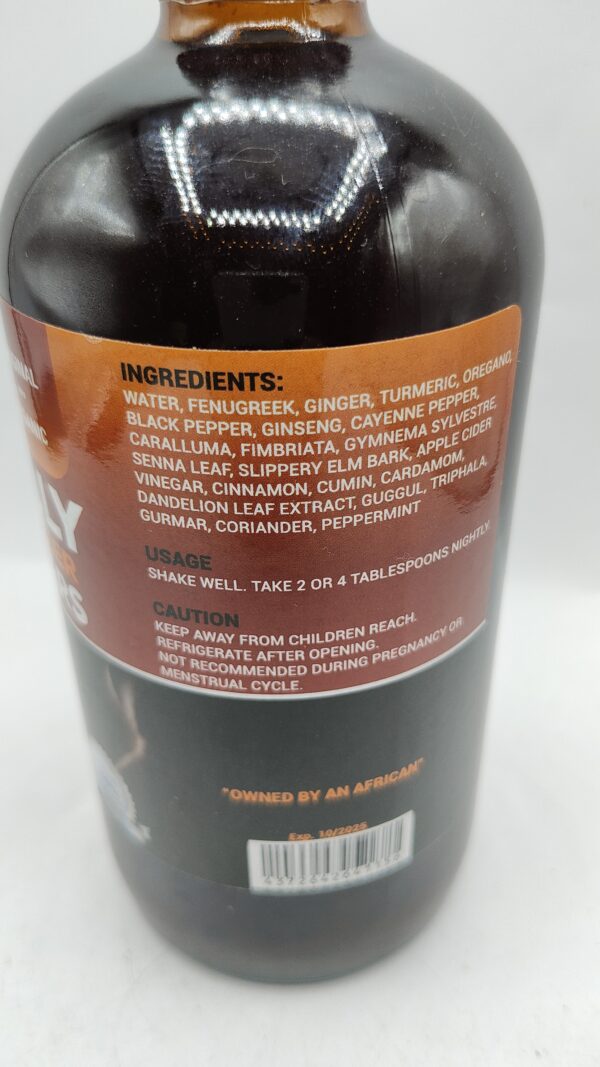 INGREDIENTS:
WATER, FENUGREEK, GINGER, TURMERIC, OREGANO,
BLACK PEPPER, GINSENG, CAYENNE PEPPER,
CARALLUMA, FIMBRIATA, GYMNEMA SYLVESTRE,
SENNA LEAF, SLIPPERY ELM BARK, APPLE CIDER
VINEGAR, CINNAMON, CUMIN, CARDAMOM,
DANDELION LEAF EXTRACT, GUGGUL, TRIPHALA,
GURMAR, CORIANDER, PEPPERMINT
USAGE
SHAKE WELL. TAKE 2 OR 4 TABLESPOONS NIGHTLY.
CAUTION
KEEP AWAY FROM CHILDREN REACH.
REFRIGERATE AFTER OPENING.
NOT RECOMMENDED DURING PREGNANCY OR
MENSTRUAL CYCLE.
"OWNED BY AN AFRICAN"
Exp. 10/2025